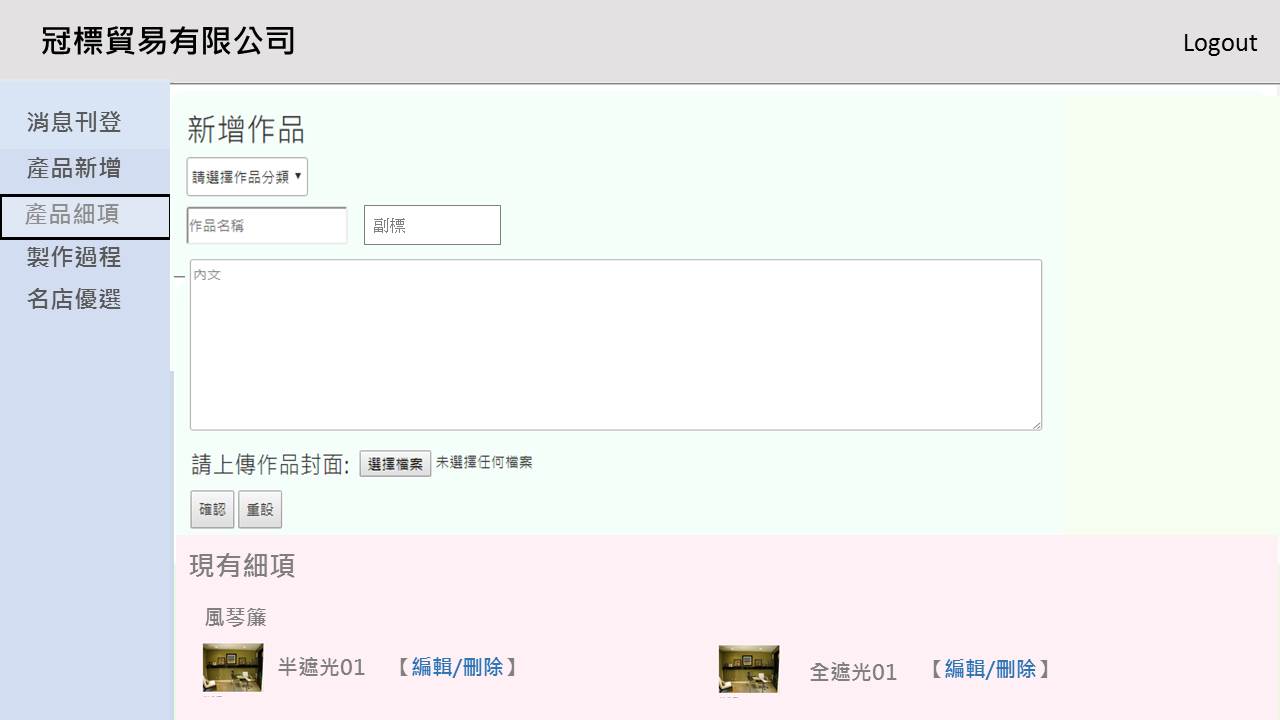 冠標貿易有限公司
Logout
消息刊登
產品新增
產品細項
製作過程
名店優選
新增作品
請選擇作品分類
作品名稱 副標
內文
請上傳作品封面: 選擇檔案 未選擇任何檔案
確認 重設
現有細項
風琴簾
半遮光01 【編輯/刪除】 全遮光01 【編輯/刪除】